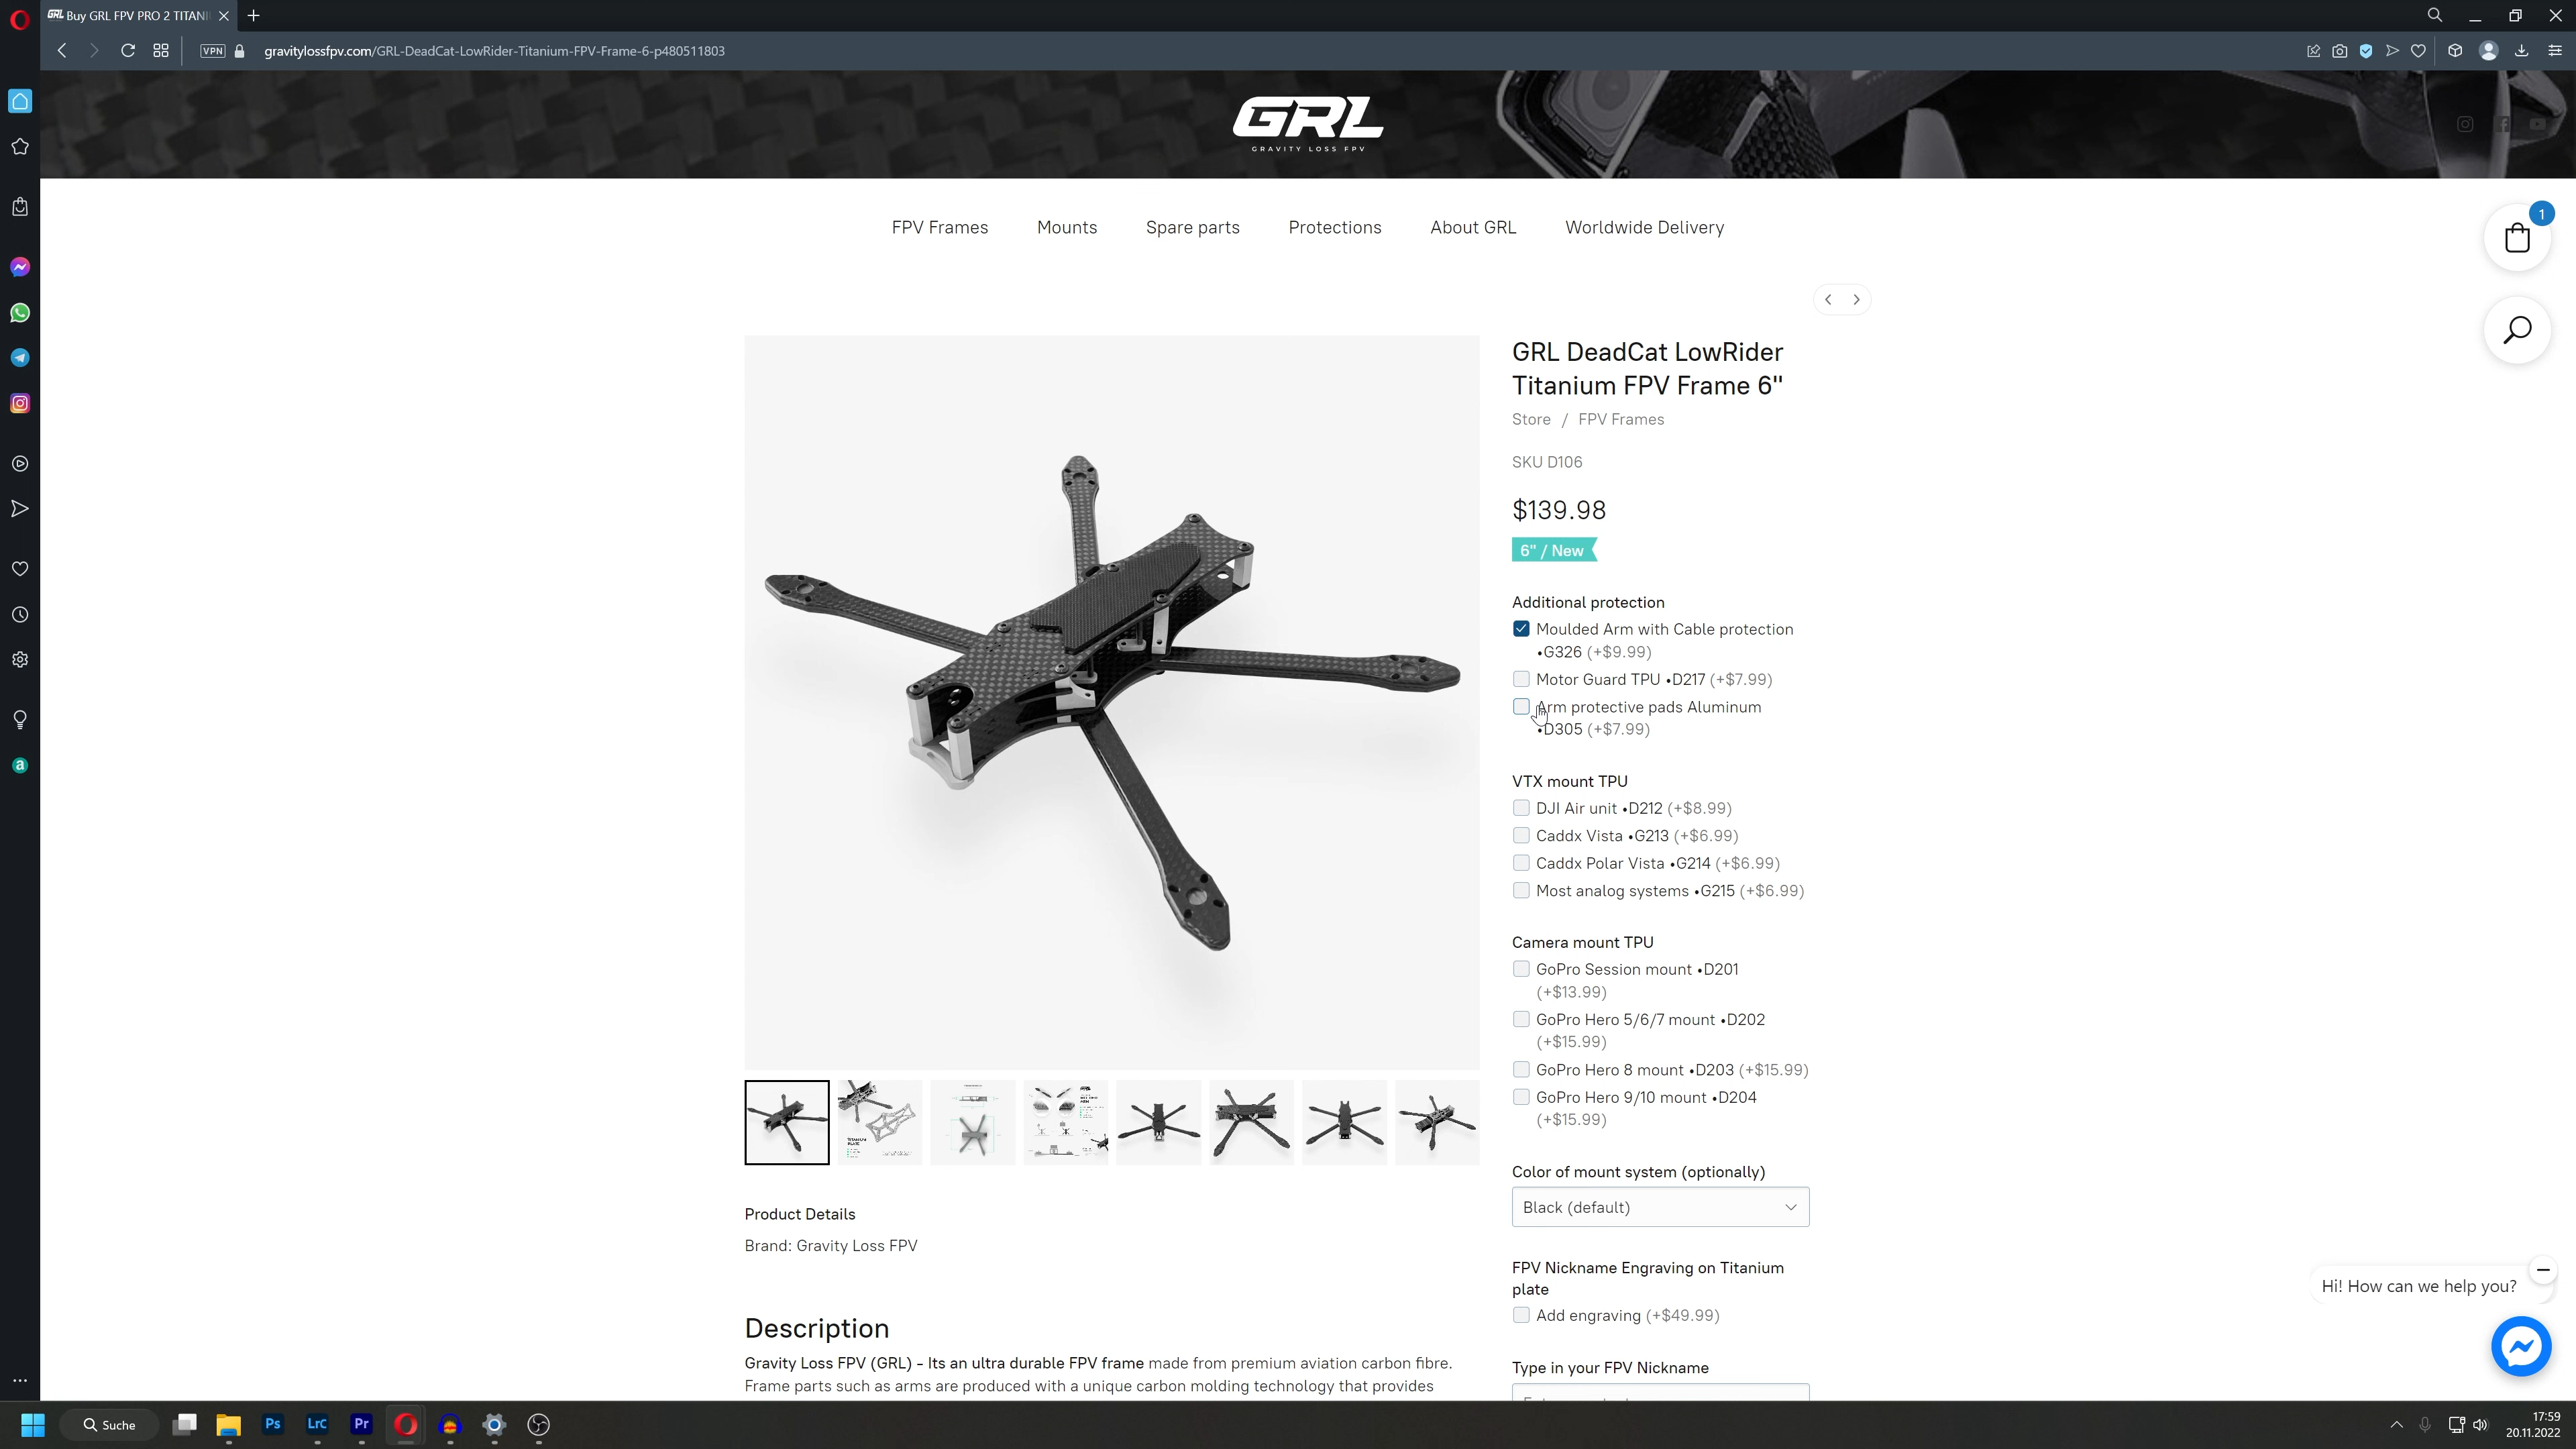 GRL Buy GRL FPV PRO 2 TITANI
VPN
gravitylossfpv.com/GRL-DeadCat-LowRider-Titanium-FPV-Frame-6-p480511803
GRL
GRAVITY LOSS FPV
FPV Frames
Mounts
Spare parts
Protections
About GRL
Worldwide Delivery
1
GRL DeadCat LowRider
Titanium FPV Frame 6"
Store / FPV Frames
SKU D106
$139.98
6" / New
Additional protection
Moulded Arm with Cable protection
•G326 (+$9.99)
Motor Guard TPU •D217 (+$7.99)
Arm protective pads Aluminum
•D305 (+$7.99)
VTX mount TPU
DJI Air unit •D212 (+$8.99)
Caddx Vista •G213 (+$6.99)
Caddx Polar Vista •G214 (+$6.99)
Most analog systems •G215 (+$6.99)
Camera mount TPU
GoPro Session mount •D201
(+$13.99)
GoPro Hero 5/6/7 mount •D202
(+$15.99)
GoPro Hero 8 mount •D203 (+$15.99)
GoPro Hero 9/10 mount •D204
(+$15.99)
Color of mount system (optionally)
Black (default)
FPV Nickname Engraving on Titanium
plate
Add engraving (+$49.99)
Type in your FPV Nickname
Product Details
Brand: Gravity Loss FPV
Description
Gravity Loss FPV (GRL) - Its an ultra durable FPV frame made from premium aviation carbon fibre.
Frame parts such as arms are produced with a unique carbon molding technology that provides
Hi! How can we help you?
a
Suche
Ps
LrC
Pr
17:59
20.11.2022